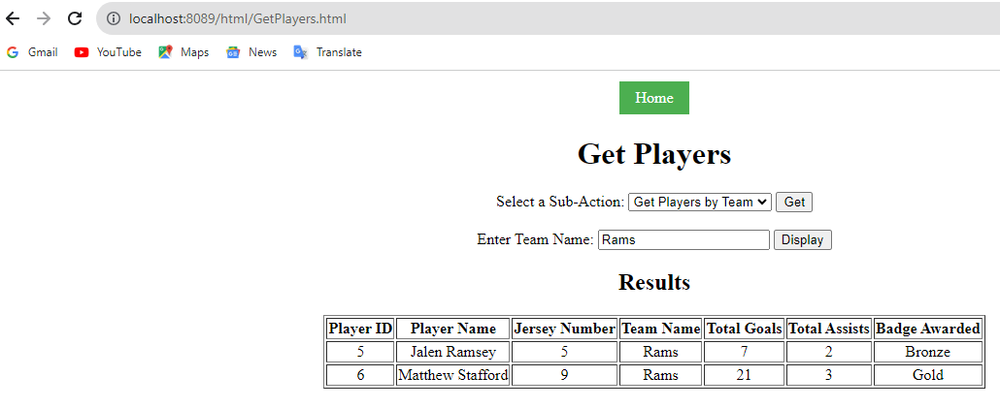 localhost:8089/html/GetPlayers.html
Gmail YouTube Maps News Translate
Home
Get Players
Select a Sub-Action: Get Players by Team Get
Enter Team Name: Rams Display
Results
Player ID Player Name Jersey Number Team Name Total Goals Total Assists Badge Awarded
5 Jalen Ramsey 5 Rams 7 2 Bronze
6 Matthew Stafford 9 Rams 21 3 Gold